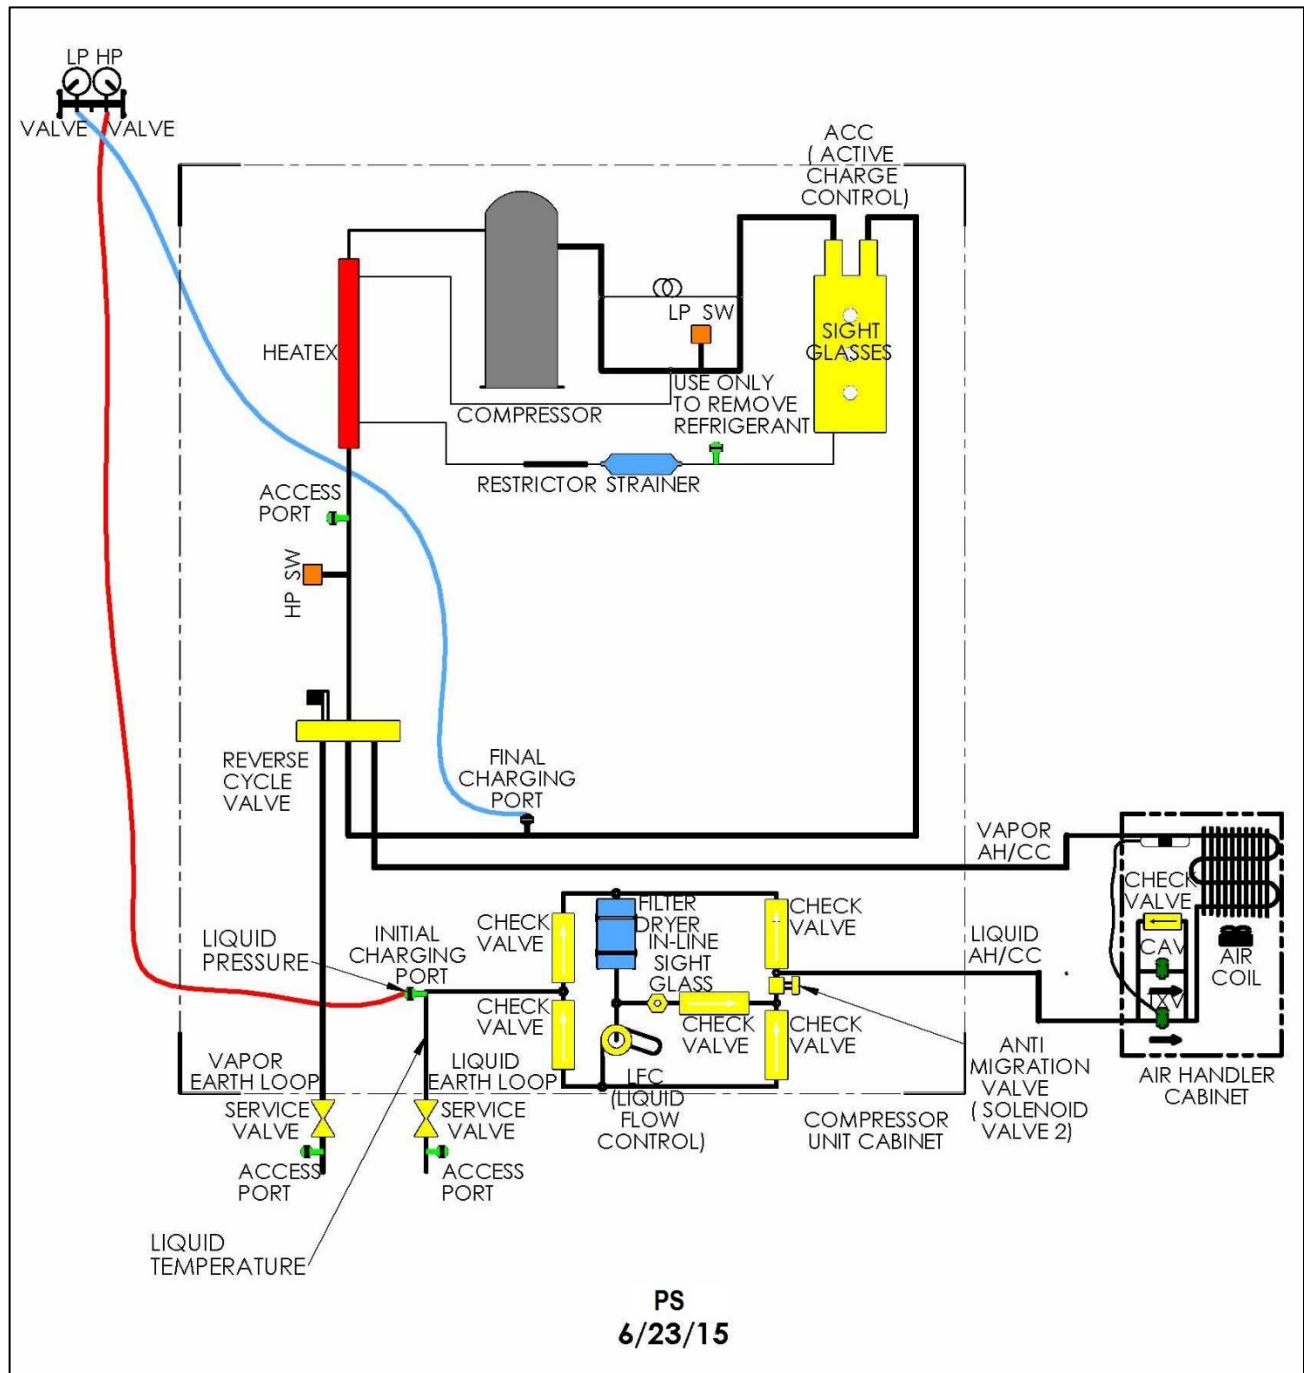 LP HP
VALVE VALVE
ACC
( ACTIVE
CHARGE
CONTROL)
HEATEX
COMPRESSOR
LP SW
SIGHT
GLASSES
USE ONLY
TO REMOVE
REFRIGERANT
RESTRICTOR STRAINER
ACCESS
PORT
HP SW
REVERSE
CYCLE
VALVE
FINAL
CHARGING
PORT
VAPOR
AH/CC
LIQUID
AH/CC
CHECK
VALVE
CAV
TXV
AIR
COIL
AIR HANDLER
CABINET
LIQUID
PRESSURE
INITIAL
CHARGING
PORT
CHECK
VALVE
CHECK
VALVE
FILTER
DRYER
IN-LINE
SIGHT
GLASS
CHECK
VALVE
CHECK
VALVE
CHECK
VALVE
LFC
(LIQUID
FLOW
CONTROL)
ANTI
MIGRATION
VALVE
( SOLENOID
VALVE 2)
COMPRESSOR
UNIT CABINET
VAPOR
EARTH LOOP
LIQUID
EARTH LOOP
SERVICE
VALVE
SERVICE
VALVE
ACCESS
PORT
ACCESS
PORT
LIQUID
TEMPERATURE
PS
6/23/15